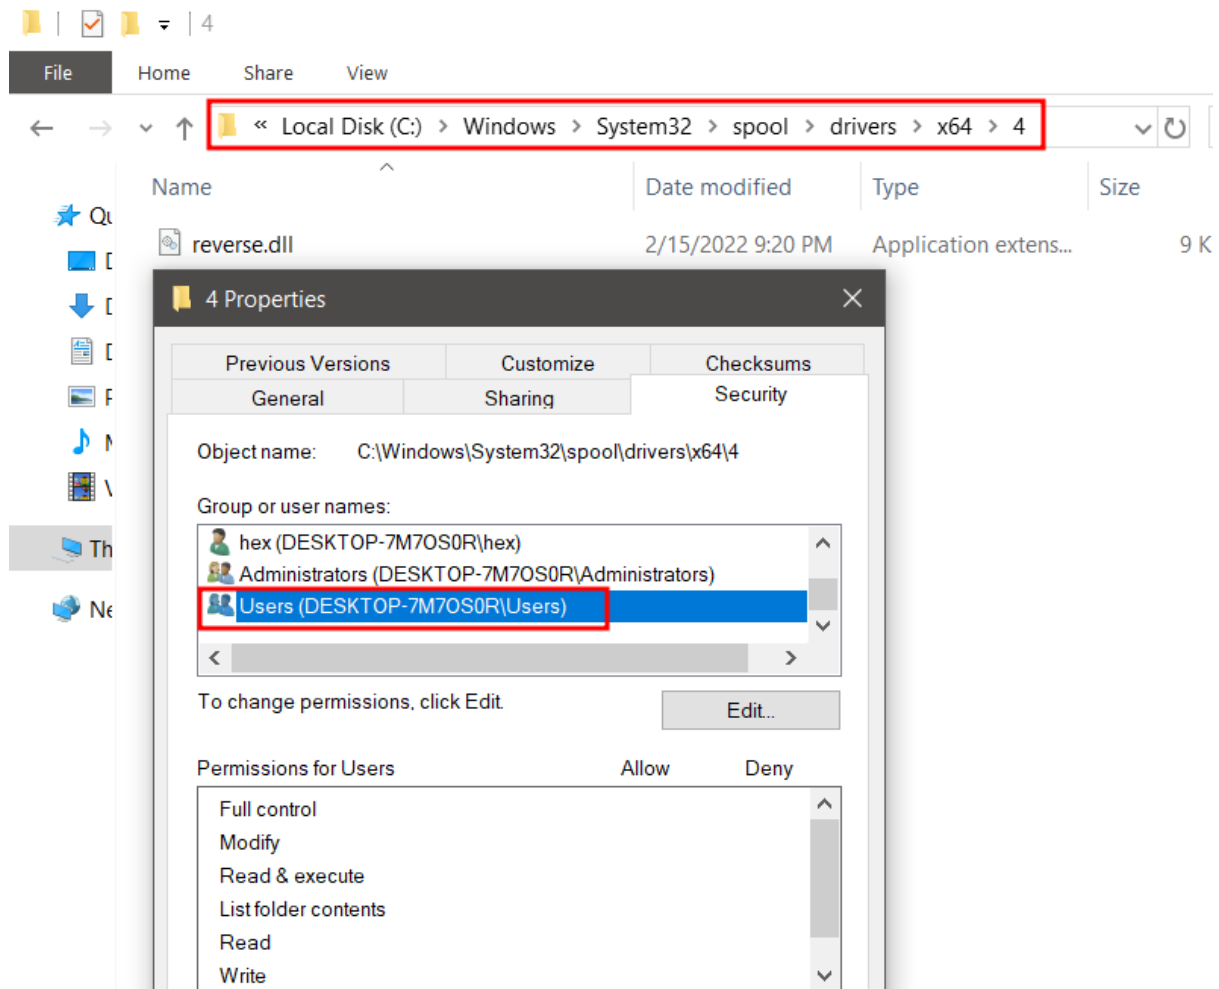 4
File Home Share View
« Local Disk (C:) > Windows > System32 > spool > drivers > x64 > 4
Name Date modified Type Size
reverse.dll 2/15/2022 9:20 PM Application extens... 9 K
4 Properties
Previous Versions Customize Checksums
General Sharing Security
Object name: C:\Windows\System32\spool\drivers\x64\4
Group or user names:
hex (DESKTOP-7M7OS0R\hex)
Administrators (DESKTOP-7M7OS0R\Administrators)
Users (DESKTOP-7M7OS0R\Users)
To change permissions, click Edit.
Edit...
Permissions for Users Allow Deny
Full control
Modify
Read & execute
List folder contents
Read
Write